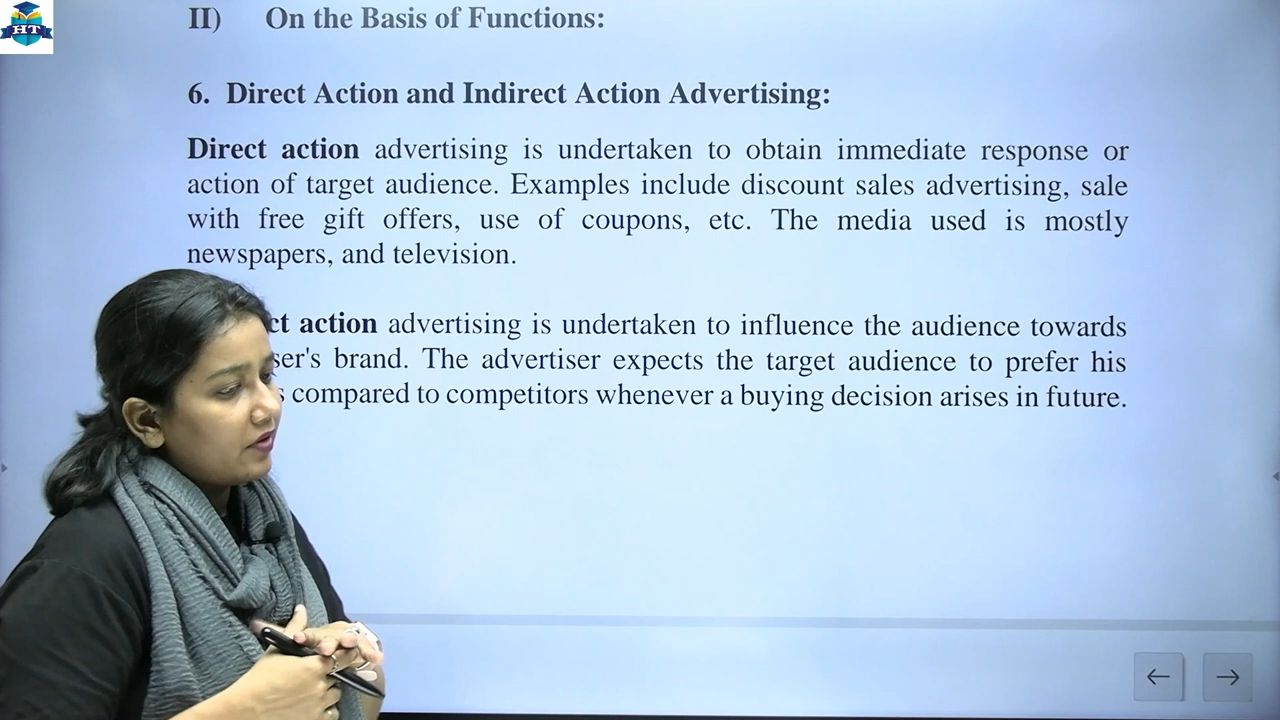 HT
II) On the Basis of Functions:
6. Direct Action and Indirect Action Advertising:
Direct action advertising is undertaken to obtain immediate response or
action of target audience. Examples include discount sales advertising, sale
with free gift offers, use of coupons, etc. The media used is mostly
newspapers, and television.
ct action advertising is undertaken to influence the audience towards
ser's brand. The advertiser expects the target audience to prefer his
s compared to competitors whenever a buying decision arises in future.